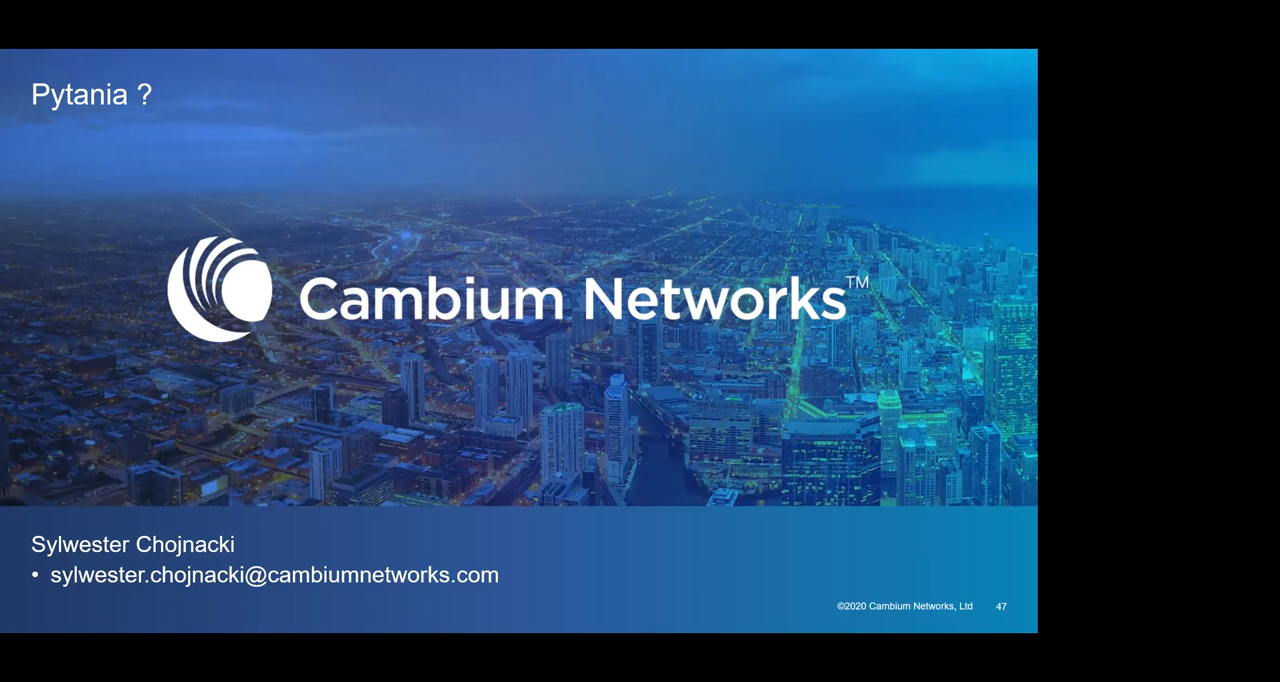 Pytania ?
Cambium Networks™
Sylwester Chojnacki
• sylwester.chojnacki@cambiumnetworks.com
©2020 Cambium Networks, Ltd 47